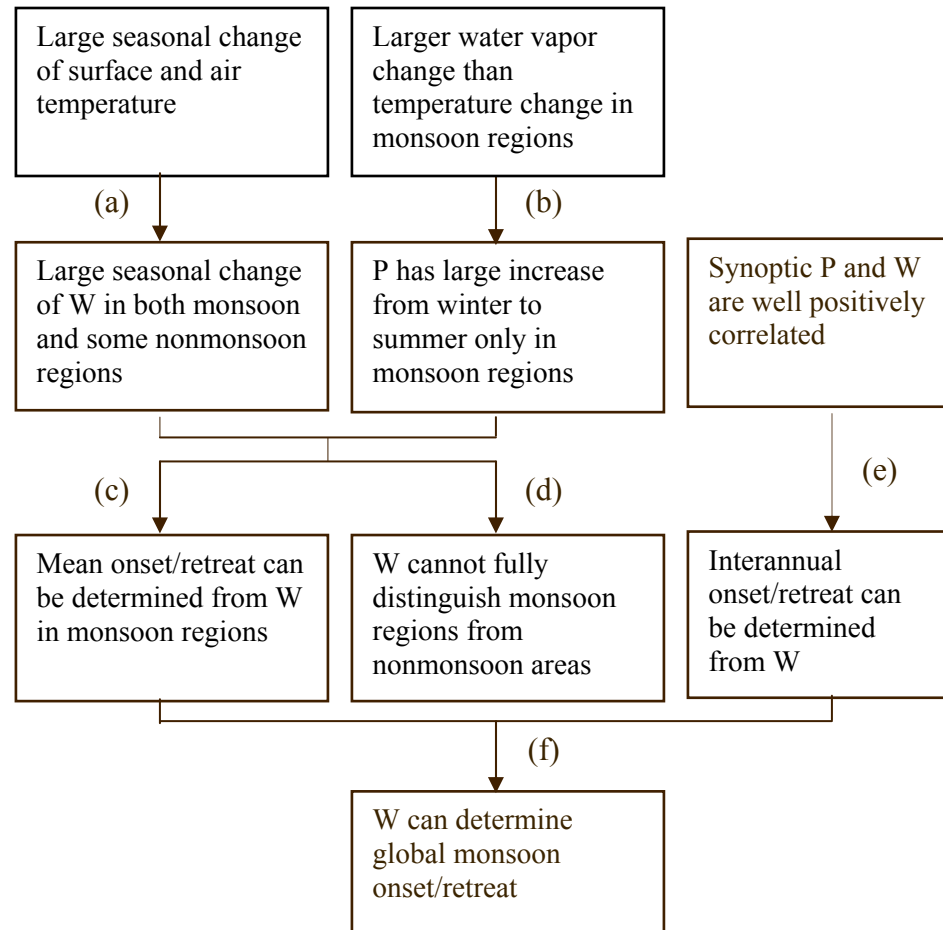 Large seasonal change
of surface and air
temperature
Larger water vapor
change than
temperature change in
monsoon regions
(a)
(b)
Large seasonal change
of W in both monsoon
and some nonmonsoon
regions
P has large increase
from winter to
summer only in
monsoon regions
Synoptic P and W
are well positively
correlated
(c)
(d)
(e)
Mean onset/retreat can
be determined from W
in monsoon regions
W cannot fully
distinguish monsoon
regions from
nonmonsoon areas
Interannual
onset/retreat can
be determined
from W
(f)
W can determine
global monsoon
onset/retreat